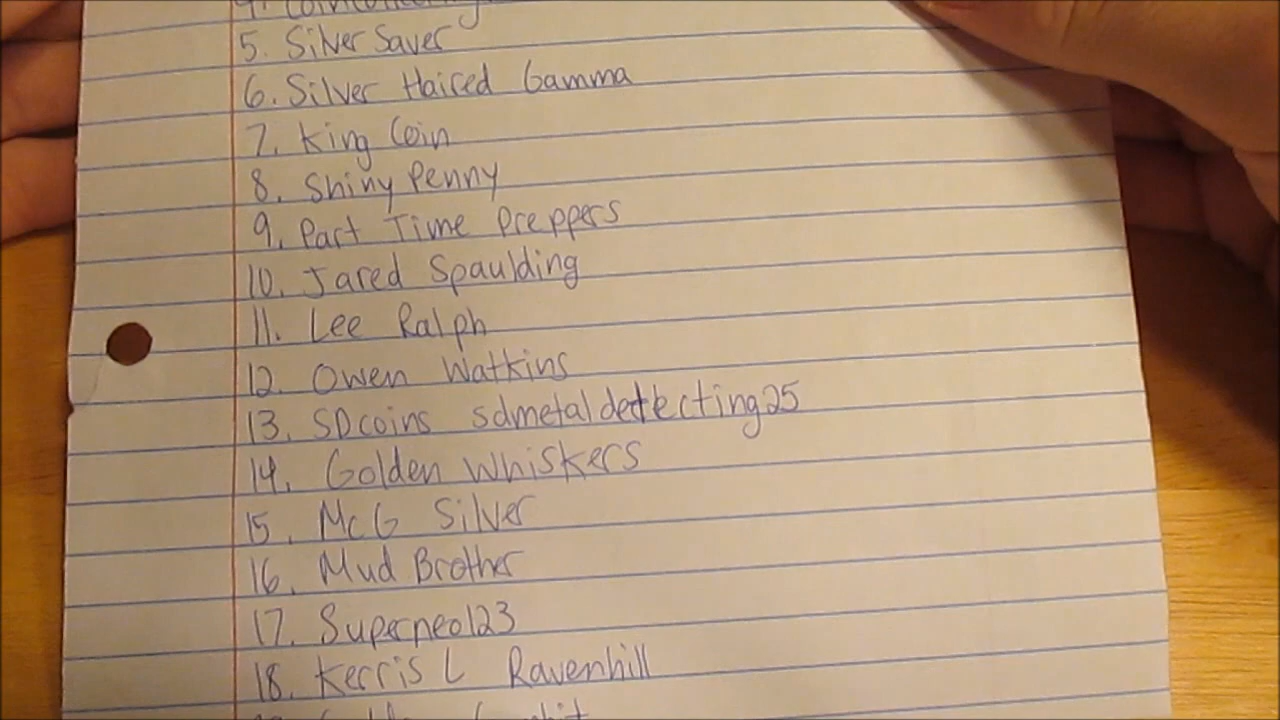 5. Silver Saver
6. Silver Haired Gamma
7. King Coin
8. Shiny Penny
9. Part Time Preppers
10. Jared Spaulding
11. Lee Ralph
12. Owen Watkins
13. SDcoins sdmetaldetecting25
14. Golden Whiskers
15. McG Silver
16. Mud Brother
17. Superneo123
18. Kerris L Ravenhill